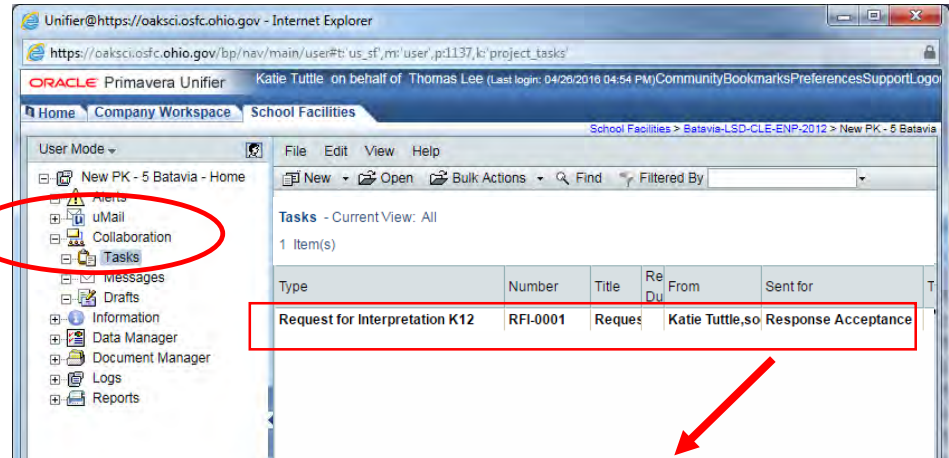 Unifier@https://oaksci.osfc.ohio.gov - Internet Explorer
https://oaksci.osfc.ohio.gov/bp/nav/main/user#t:'us_sf',m:'user',p:1137,k:'project_tasks'
ORACLE Primavera Unifier Katie Tuttle on behalf of Thomas Lee (Last login: 04/26/2016 04:54 PM)CommunityBookmarksPreferencesSupportLogo
Home Company Workspace School Facilities
School Facilities > Batavia-LSD-CLE-ENP-2012 > New PK - 5 Batavia
User Mode File Edit View Help
New PK - 5 Batavia - Home New Open Bulk Actions Find Filtered By
Alerts
uMail
Collaboration
Tasks
Messages
Drafts
Information
Data Manager
Document Manager
Logs
Reports
Tasks - Current View: All
1 Item(s)
Type Number Title Re Du From Sent for T
Request for Interpretation K12 RFI-0001 Reques Katie Tuttle,so Response Acceptance